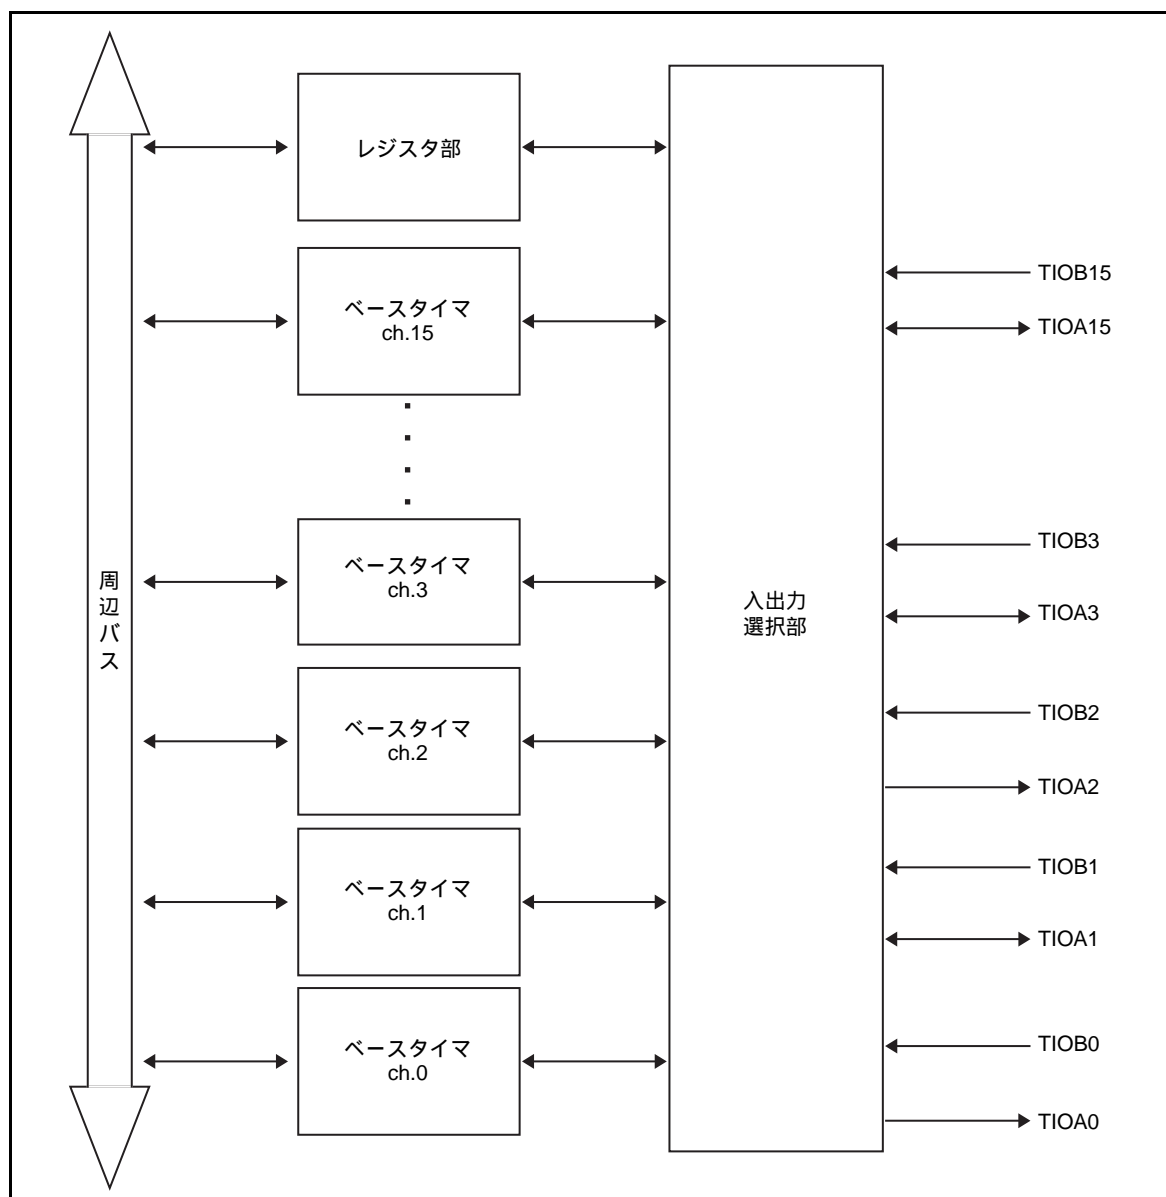 レジスタ部
ベースタイマ
ch.15
TIOB15
TIOA15
周辺バス
ベースタイマ
ch.3
入出力
選択部
TIOB3
TIOA3
ベースタイマ
ch.2
TIOB2
TIOA2
ベースタイマ
ch.1
TIOB1
TIOA1
ベースタイマ
ch.0
TIOB0
TIOA0